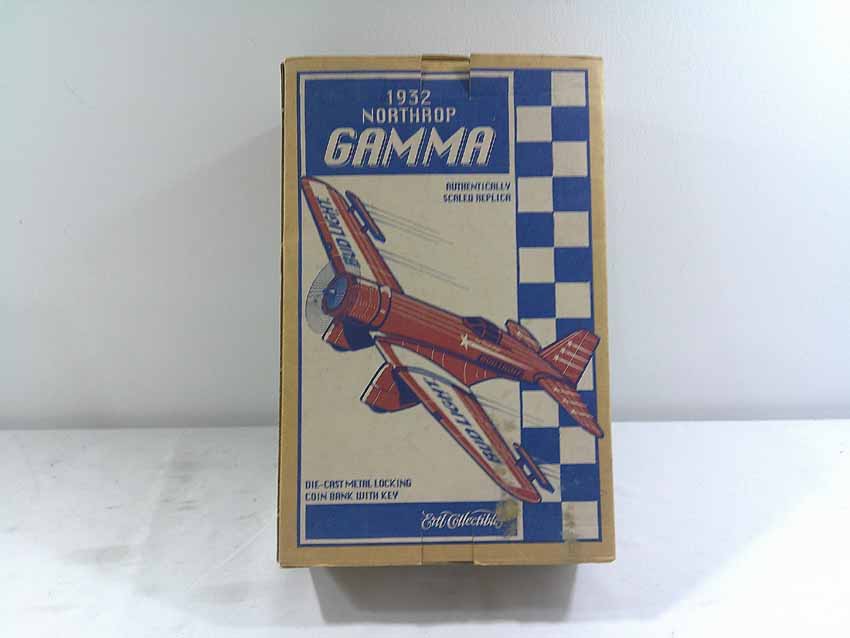 1932
NORTHROP
GAMMA
AUTHENTICALLY
SCALED REPLICA
BUD LIGHT
BUD LIGHT
BUD LIGHT
DIE-CAST METAL LOCKING
COIN BANK WITH KEY
Ertl Collectibles